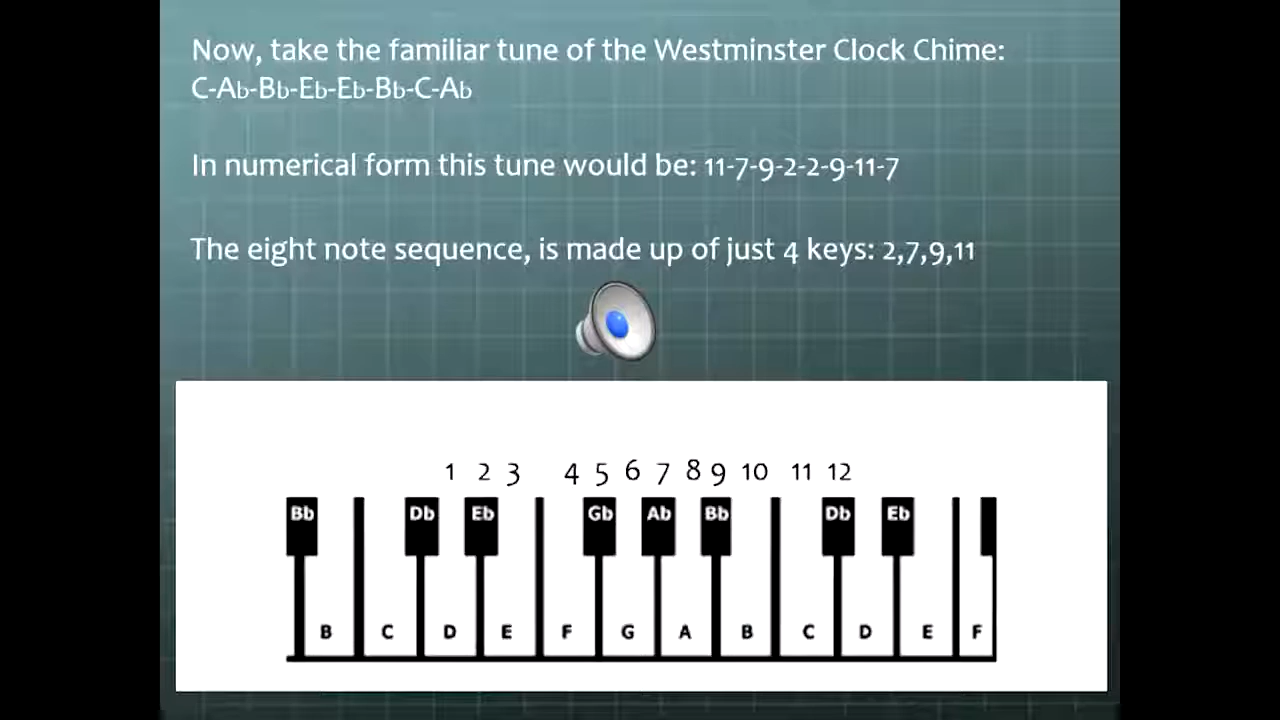 Now, take the familiar tune of the Westminster Clock Chime:
C-Ab-Bb-Eb-Eb-Bb-C-Ab
In numerical form this tune would be: 11-7-9-2-2-9-11-7
The eight note sequence, is made up of just 4 keys: 2,7,9,11
1 2 3 4 5 6 7 8 9 10 11 12
Bb Db Eb Gb Ab Bb Db Eb
B C D E F G A B C D E F